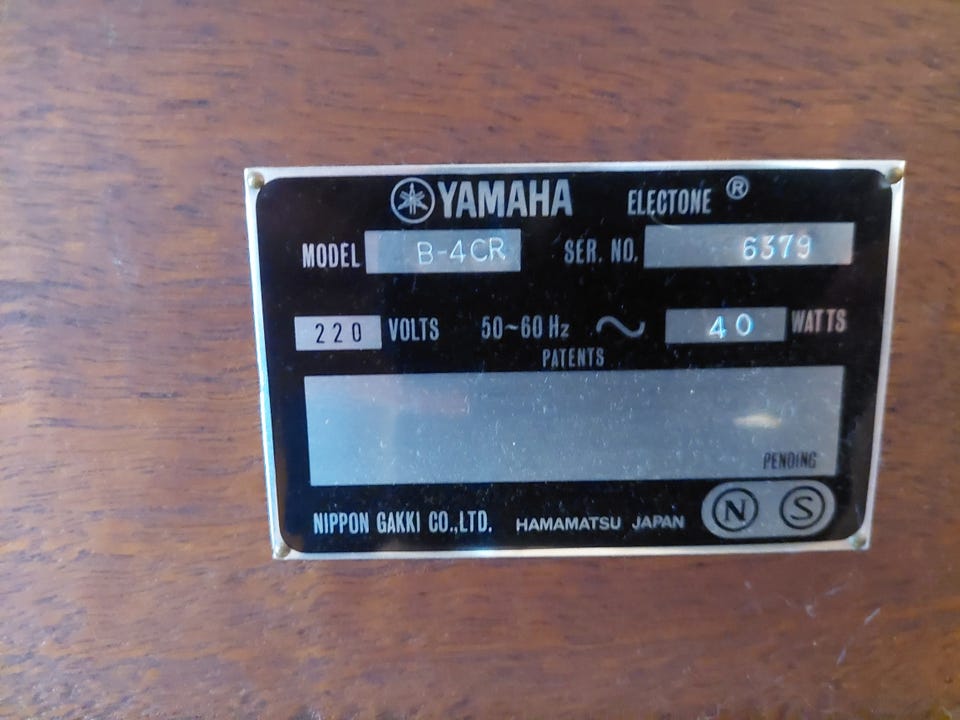 YAMAHA ELECTONE ®
MODEL B-4CR SER. NO. 6379
220 VOLTS 50~60 Hz ~ 40 WATTS
PATENTS
PENDING
NIPPON GAKKI CO.,LTD. HAMAMATSU JAPAN N S